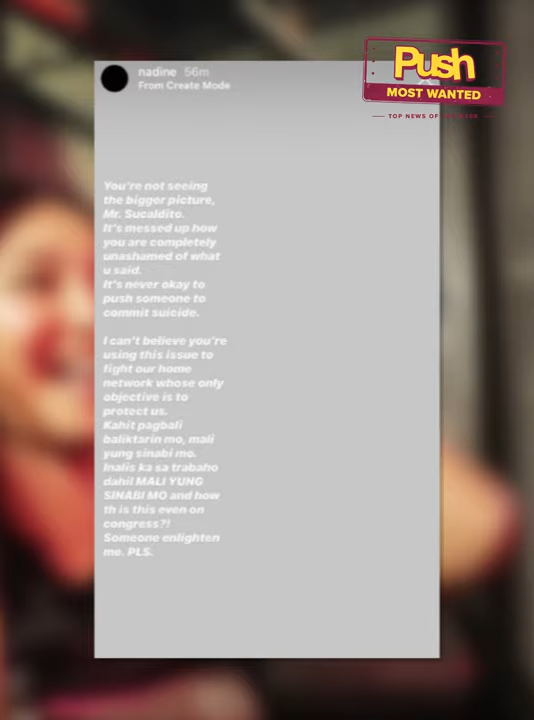 Push
MOST WANTED
TOP NEWS OF
nadine 56m
From Create Mode
You're not seeing
the bigger picture,
Mr. Sucaldito.
It's messed up how
you are completely
unashamed of what
u said.
It's never okay to
push someone to
commit suicide.
I can't believe you're
using this issue to
fight our home
network whose only
objective is to
protect us.
Kahit pagbali
baliktarin mo, mali
yung sinabi mo.
Inalis ka sa trabaho
dahil MALI YUNG
SINABI MO and how
th is this even on
congress?!
Someone enlighten
me. PLS.